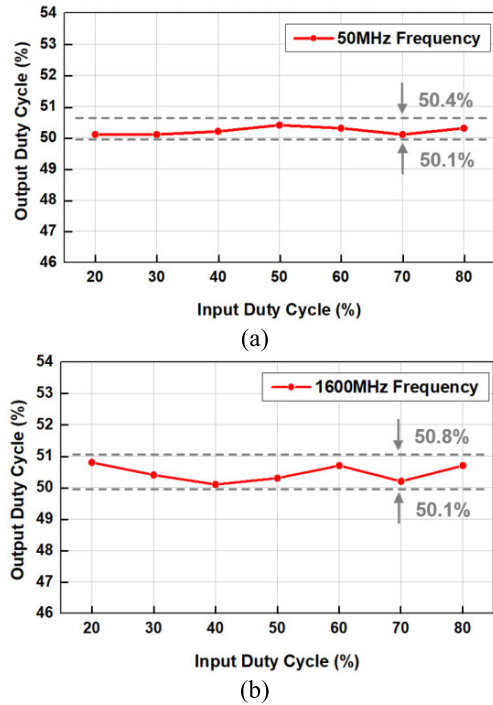 54
53
52
51
50
49
48
47
46
Output Duty Cycle (%)
50MHz Frequency
50.4%
50.1%
20 30 40 50 60 70 80
Input Duty Cycle (%)
(a)
54
53
52
51
50
49
48
47
46
Output Duty Cycle (%)
1600MHz Frequency
50.8%
50.1%
20 30 40 50 60 70 80
Input Duty Cycle (%)
(b)